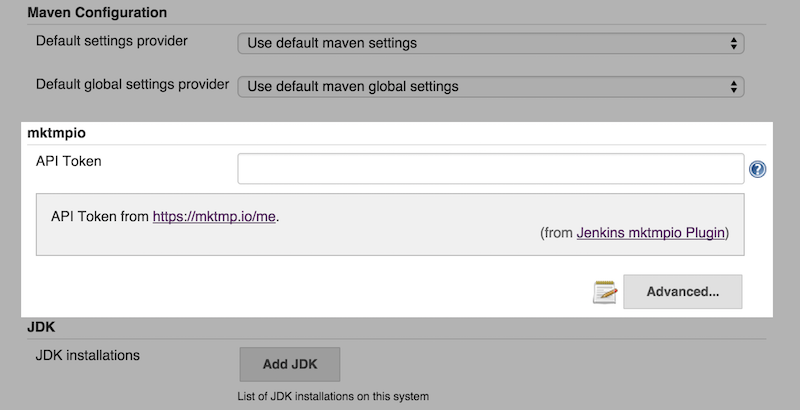 Maven Configuration
Default settings provider
Use default maven settings
Default global settings provider
Use default maven global settings
mktmpio
API Token
API Token from https://mktmp.io/me.
(from Jenkins mktmpio Plugin)
Advanced...
JDK
JDK installations
Add JDK
List of JDK installations on this system